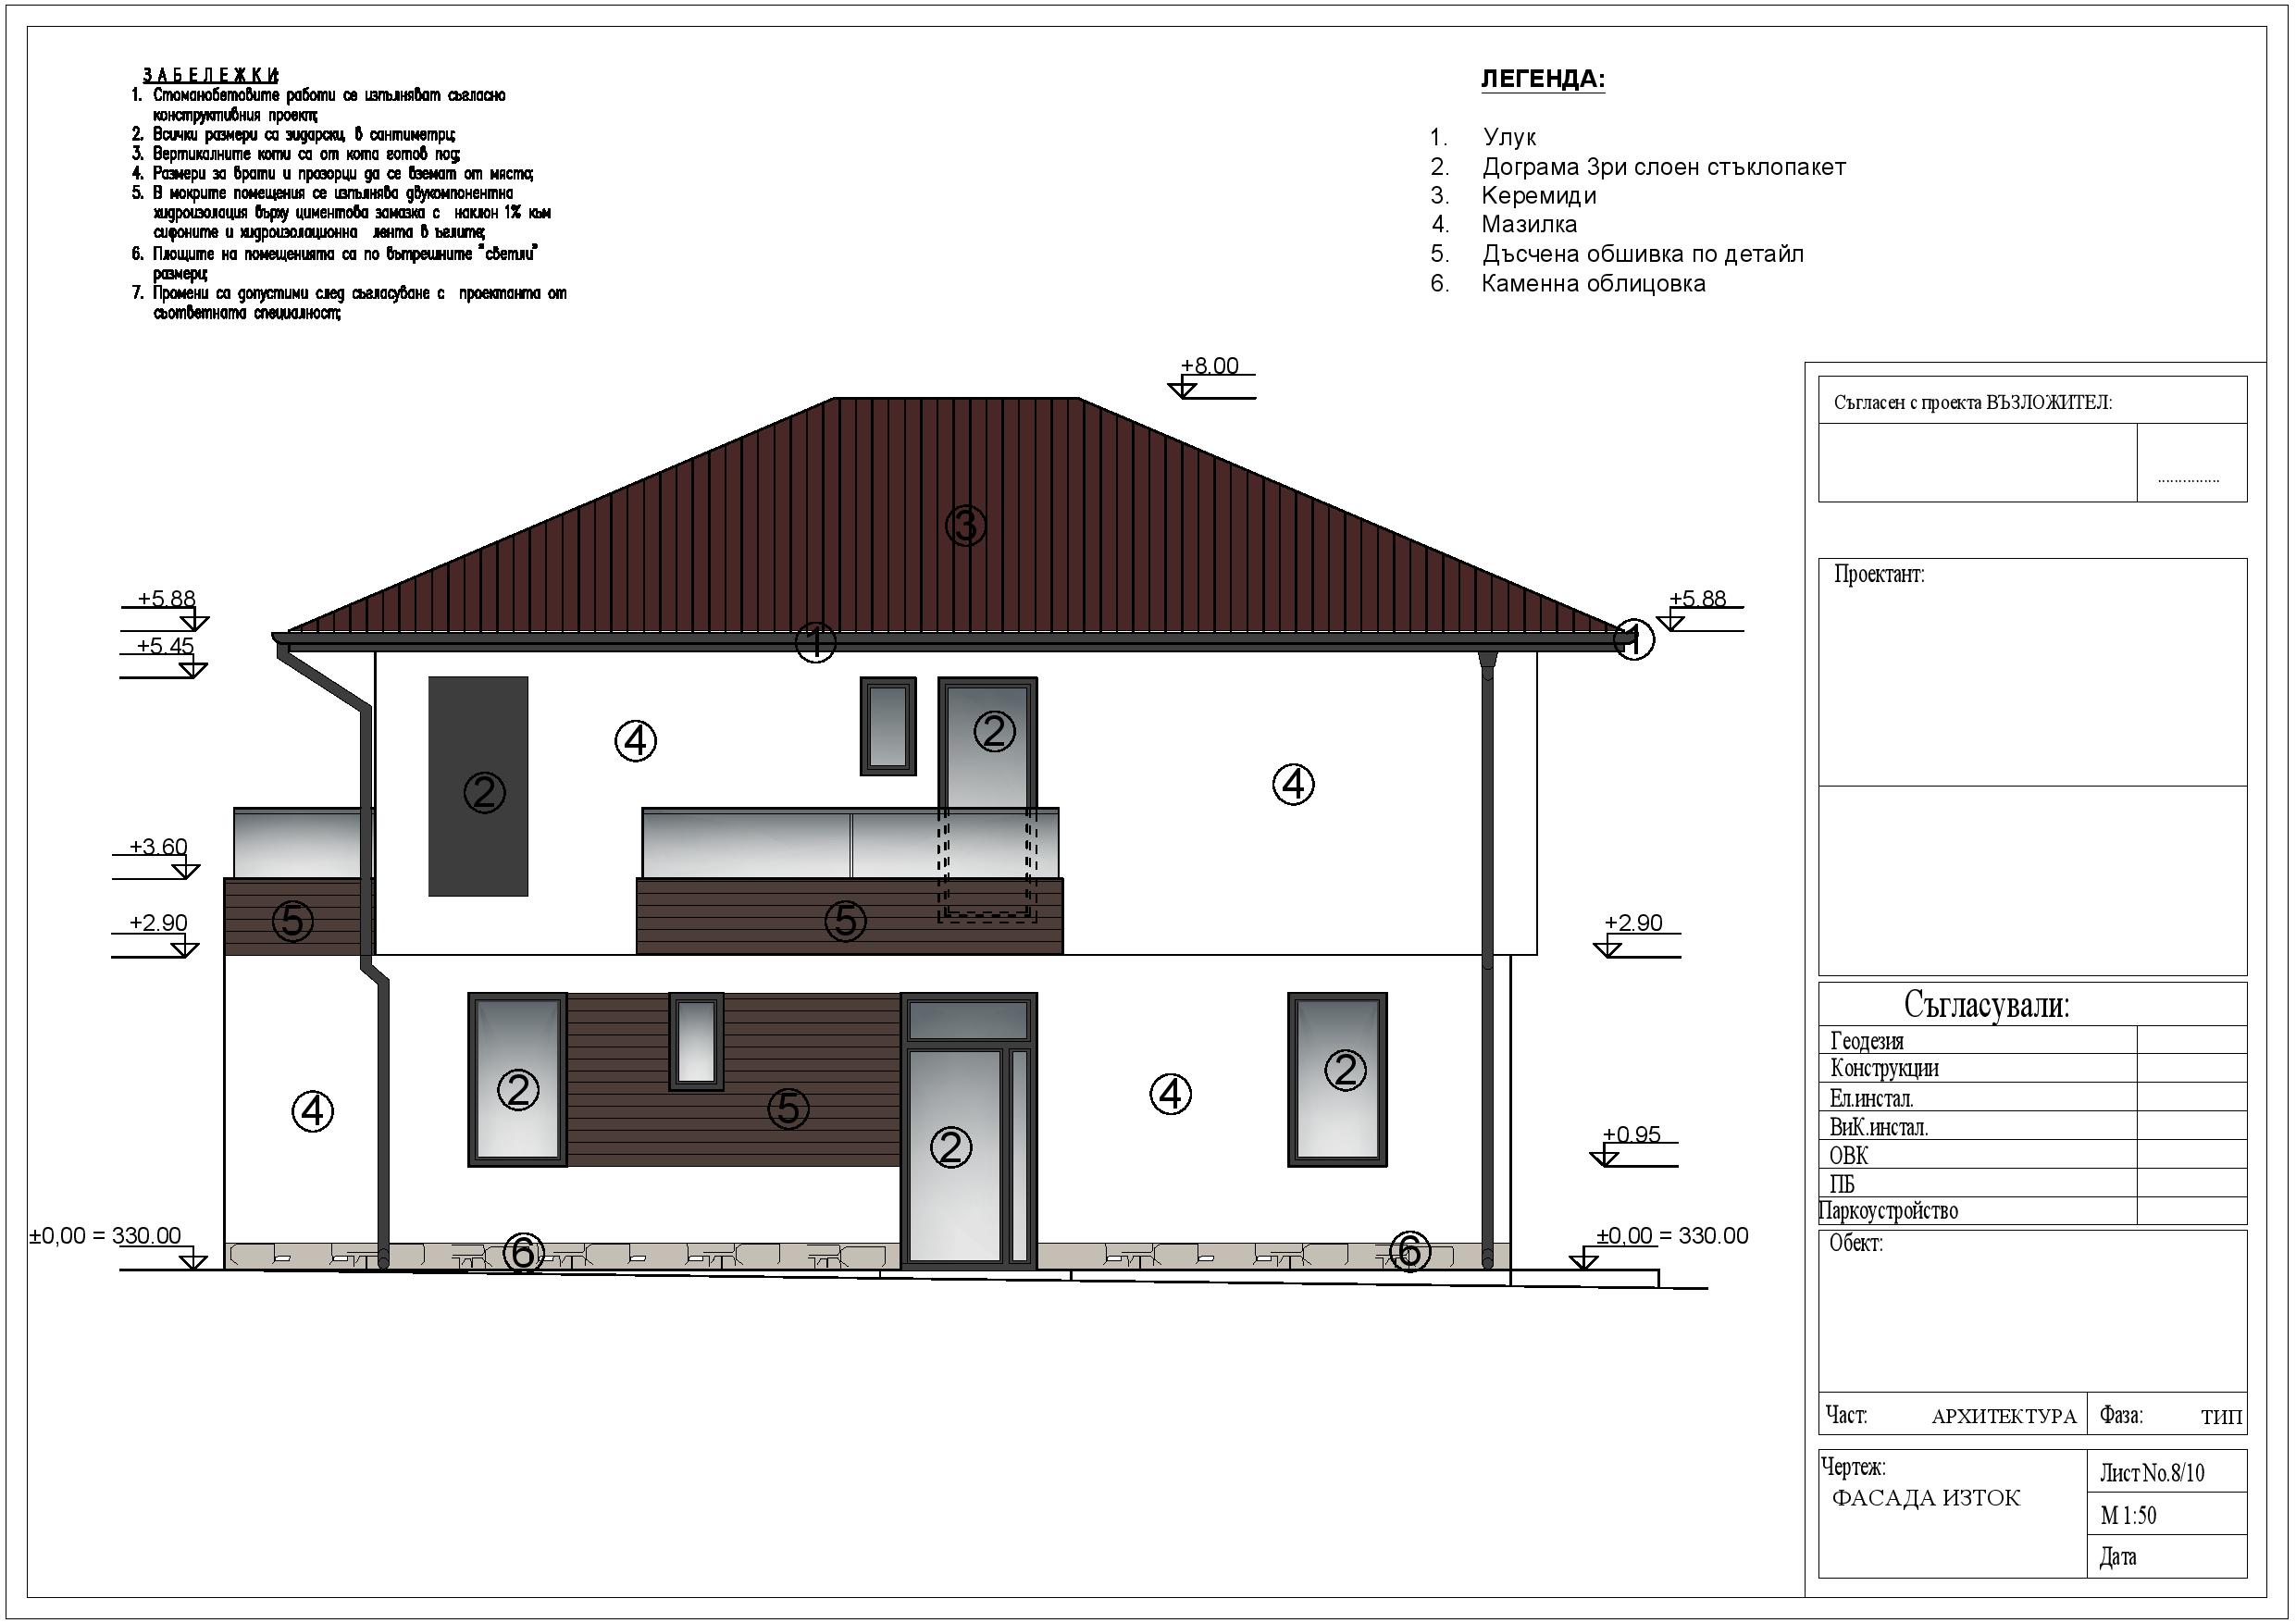 ЗАБЕЛЕЖКИ:
1. Стоманобетовите работи се изпълняват съгласно
конструктивния проект;
2. Всички размери са зидарски, в сантиметри;
3. Вертикалните коти са от кота готов под;
4. Размери за врати и прозорци да се вземат от място;
5. В мокрите помещения се изпълнява двукомпонентна
хидроизолация върху циментова замазка с наклон 1% към
сифоните и хидроизолационна лента в ъглите;
6. Площите на помещенията са по вътрешните "светли"
размери;
7. Промени са допустими след съгласуване с проектанта от
съответната специалност;
ЛЕГЕНДА:
1. Улук
2. Дограма 3ри слоен стъклопакет
3. Керемиди
4. Мазилка
5. Дъсчена обшивка по детайл
6. Каменна облицовка
+8.00
3
+5.88
+5.88
+5.45
1
1
4
2
2
4
+3.60
+2.90
5
5
+2.90
2
2
4
5
4
2
+0.95
±0,00 = 330.00
6
6
±0,00 = 330.00
Съгласен с проекта ВЪЗЛОЖИТЕЛ:
...............
Проектант:
Съгласували:
Геодезия
Конструкции
Ел.инстал.
ВиК.инстал.
ОВК
ПБ
Паркоустройство
Обект:
Част: АРХИТЕКТУРА Фаза: ТИП
Чертеж:
ФАСАДА ИЗТОК
Лист No.8/10
М 1:50
Дата